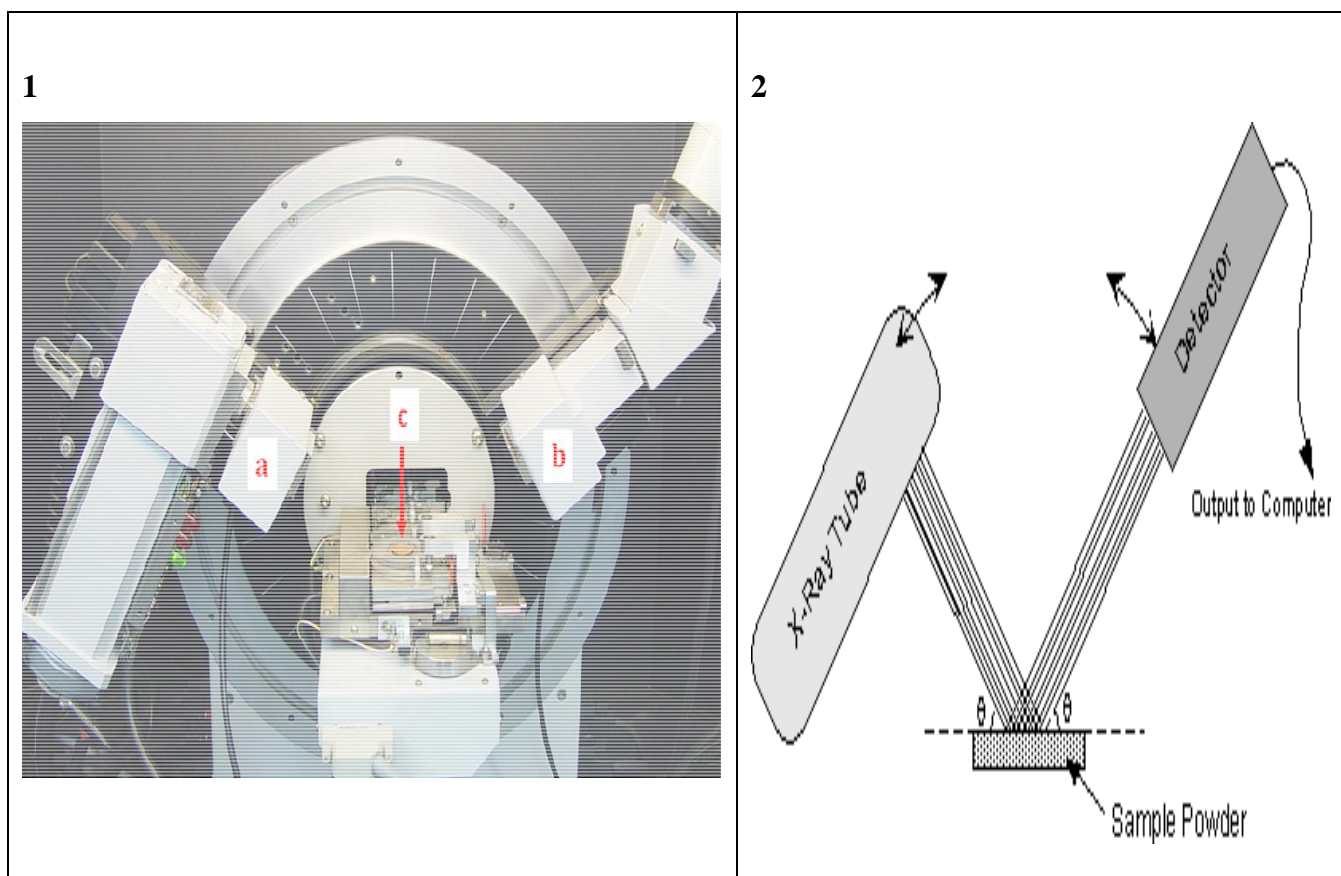 1
a
c
b
2
X-Ray Tube
Detector
Output to Computer
θ
θ
Sample Powder